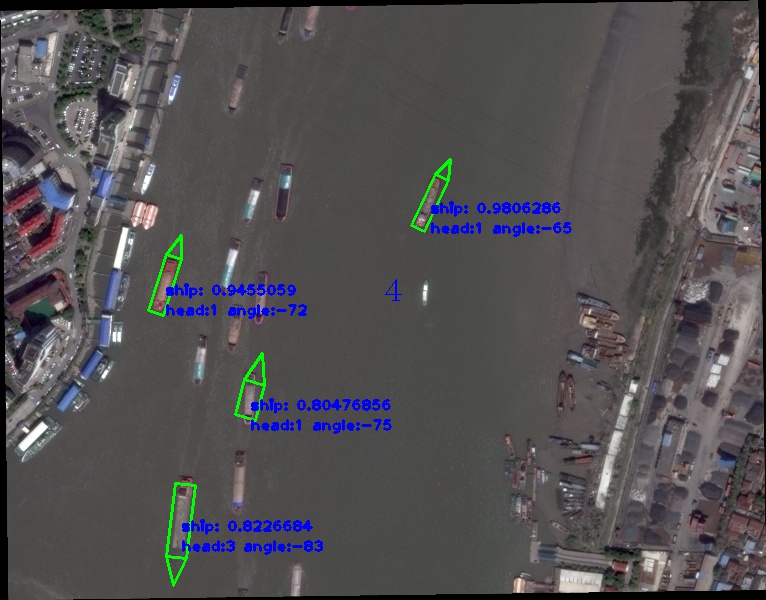 ship: 0.9806286
head:1 angle:-65
ship: 0.9455059
head:1 angle:-72
4
ship: 0.80476856
head:1 angle:-75
ship: 0.8226684
head:3 angle:-83